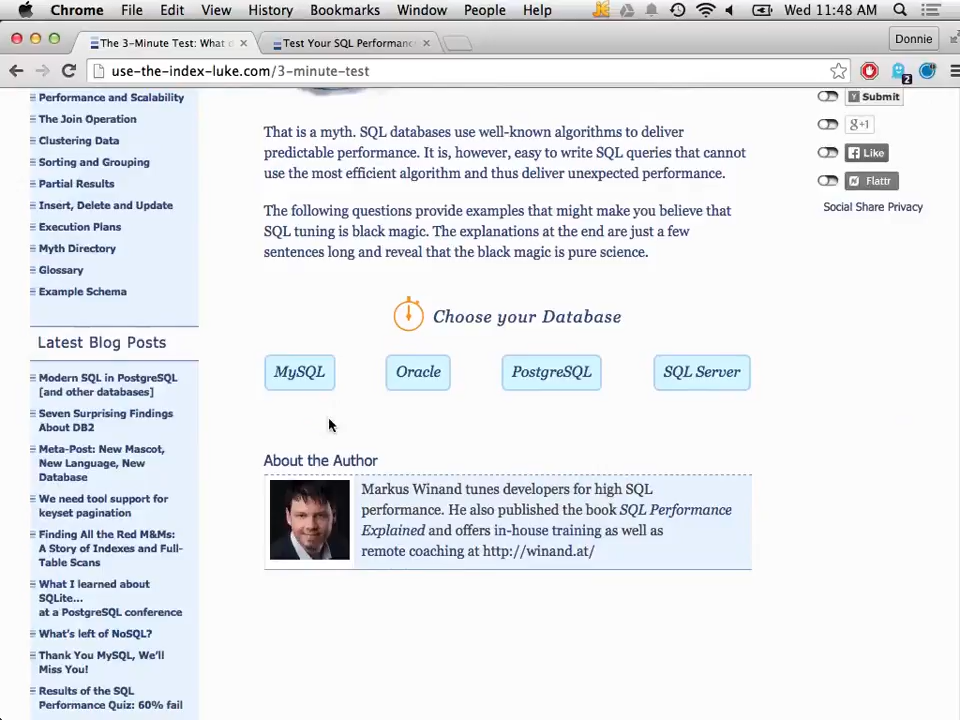 Chrome File Edit View History Bookmarks Window People Help Wed 11:48 AM
The 3-Minute Test: What d Test Your SQL Performance Donnie
use-the-index-luke.com/3-minute-test 2
Performance and Scalability
The Join Operation
Clustering Data
Sorting and Grouping
Partial Results
Insert, Delete and Update
Execution Plans
Myth Directory
Glossary
Example Schema
Latest Blog Posts
Modern SQL in PostgreSQL
[and other databases]
Seven Surprising Findings
About DB2
Meta-Post: New Mascot,
New Language, New
Database
We need tool support for
keyset pagination
Finding All the Red M&Ms:
A Story of Indexes and Full-
Table Scans
What I learned about
SQLite...
at a PostgreSQL conference
What's left of NoSQL?
Thank You MySQL, We'll
Miss You!
Results of the SQL
Performance Quiz: 60% fail
That is a myth. SQL databases use well-known algorithms to deliver
predictable performance. It is, however, easy to write SQL queries that cannot
use the most efficient algorithm and thus deliver unexpected performance.
The following questions provide examples that might make you believe that
SQL tuning is black magic. The explanations at the end are just a few
sentences long and reveal that the black magic is pure science.
Choose your Database
MySQL Oracle PostgreSQL SQL Server
About the Author
Markus Winand tunes developers for high SQL
performance. He also published the book SQL Performance
Explained and offers in-house training as well as
remote coaching at http://winand.at/
Y Submit
g+1
Like
Flattr
Social Share Privacy